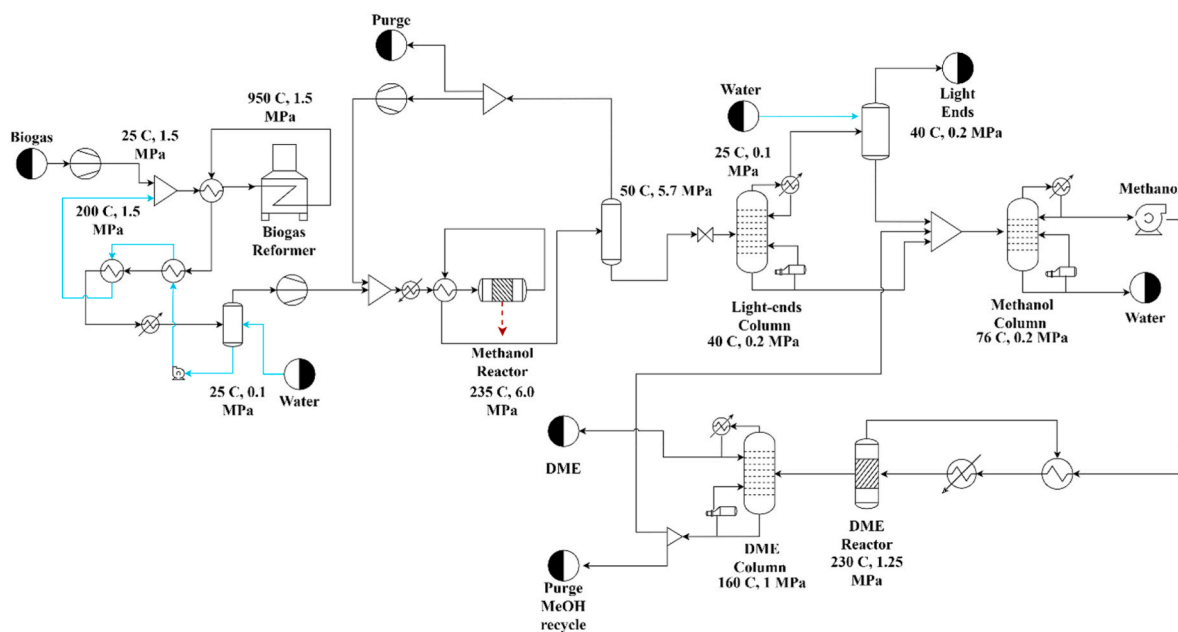 Purge
950 C, 1.5
MPa
Biogas
25 C, 1.5
MPa
200 C, 1.5
MPa
Biogas
Reformer
25 C, 0.1
MPa
Water
Methanol
Reactor
235 C, 6.0
MPa
50 C, 5.7 MPa
Water
25 C, 0.1
MPa
Light
Ends
40 C, 0.2 MPa
Light-ends
Column
40 C, 0.2 MPa
Methanol
Methanol
Column
76 C, 0.2 MPa
Water
DME
Purge
MeOH
recycle
DME
Column
160 C, 1 MPa
DME
Reactor
230 C, 1.25
MPa